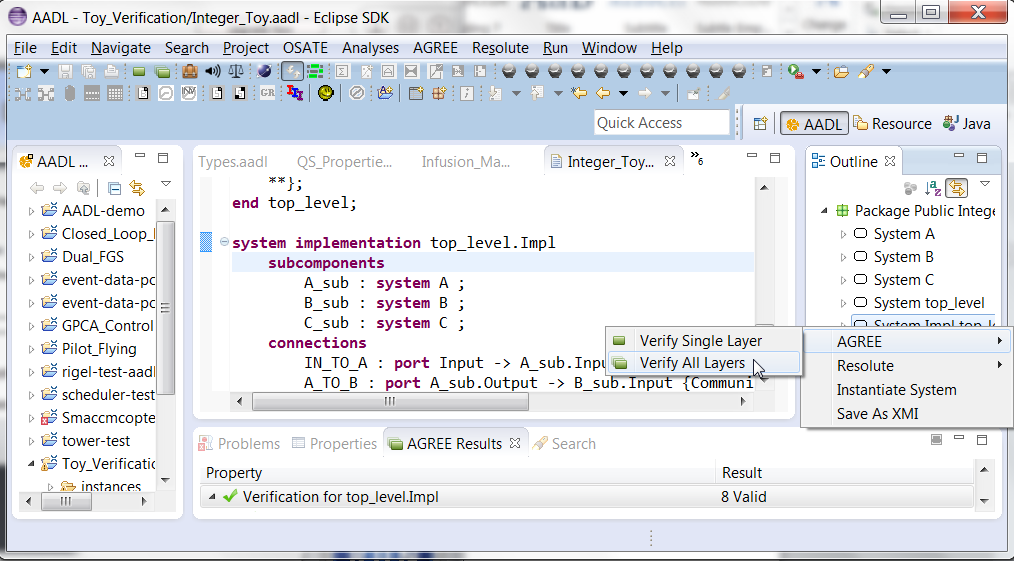 AADL - Toy_Verification/Integer_Toy.aadl - Eclipse SDK
File Edit Navigate Search Project OSATE Analyses AGREE Resolute Run Window Help
Quick Access
AADL Resource Java
AADL ...
AADL-demo
Closed_Loop_
Dual_FGS
event-data-pc
event-data-pc
GPCA_Control
Pilot_Flying
rigel-test-aadl
scheduler-test
Smaccmcopte
tower-test
Toy_Verificatic
instances
Types.aadl QS_Propertie... Infusion_Ma... Integer_Toy... »6
**};
end top_level;
system implementation top_level.Impl
subcomponents
A_sub : system A ;
B_sub : system B ;
C_sub : system C ;
connections
IN_TO_A : port Input -> A_sub.Inpu
A_TO_B : port A_sub.Output -> B_sub.Input {Communi
Verify Single Layer
Verify All Layers
Outline
Package Public Intege
System A
System B
System C
System top_level
System Impl top_l
AGREE
Resolute
Instantiate System
Save As XMI
Problems Properties AGREE Results Search
Property Result
Verification for top_level.Impl 8 Valid